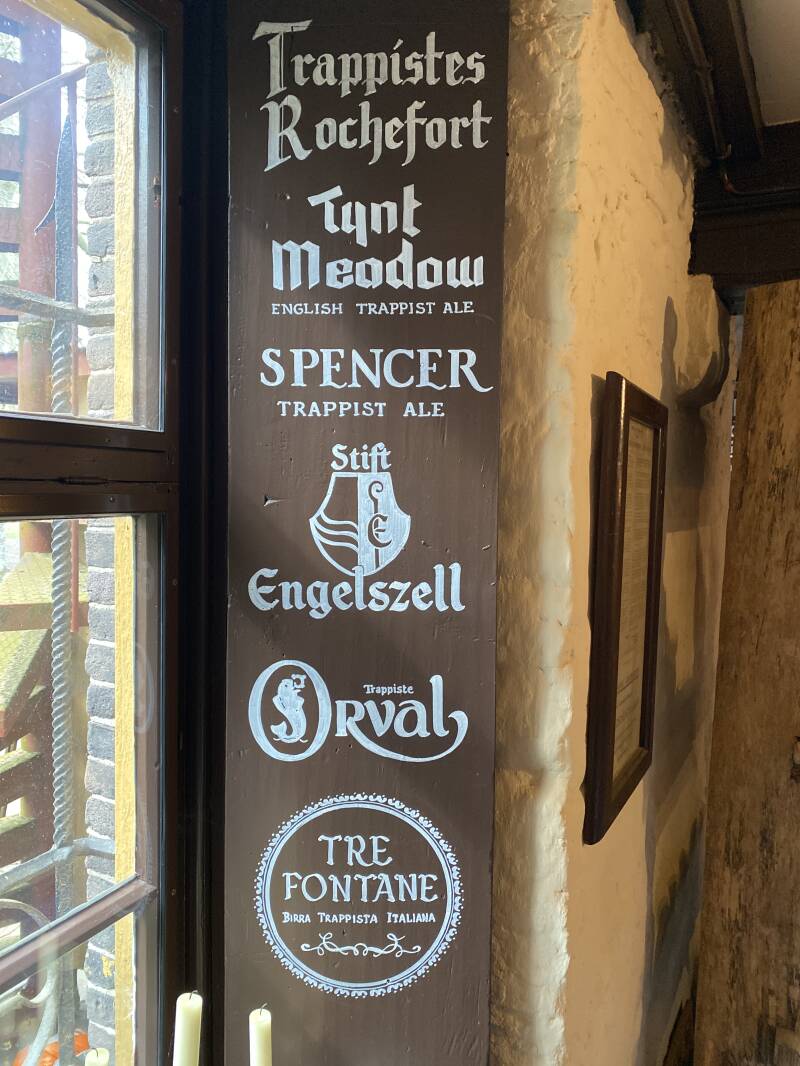 Trappistes
Rochefort
Tynt
Meadow
ENGLISH TRAPPIST ALE
SPENCER
TRAPPIST ALE
Stift
E
Engelszell
Trappiste
ORVAL
TRE
FONTANE
BIRRA TRAPPISTA ITALIANA